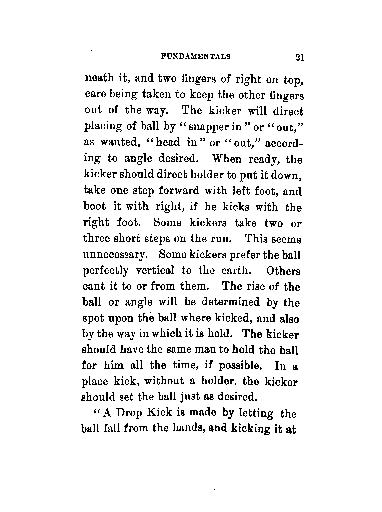 FUNDAMENTALS 21
neath it, and two fingers of right on top,
care being taken to keep the other fingers
out of the way. The kicker will direct
placing of ball by "snapper in" or "out,"
as wanted, "head in" or "out," accord-
ing to angle desired. When ready, the
kicker should direct holder to put it down,
take one step forward with left foot, and
boot it with right, if he kicks with the
right foot. Some kickers take two or
three short steps on the run. This seems
unnecessary. Some kickers prefer the ball
perfectly vertical to the earth. Others
cant it to or from them. The rise of the
ball or angle will be determined by the
spot upon the ball where kicked, and also
by the way in which it is held. The kicker
should have the same man to hold the ball
for him all the time, if possible. In a
place kick, without a holder, the kicker
should set the ball just as desired.
"A Drop Kick is made by letting the
ball fall from the hands, and kicking it at